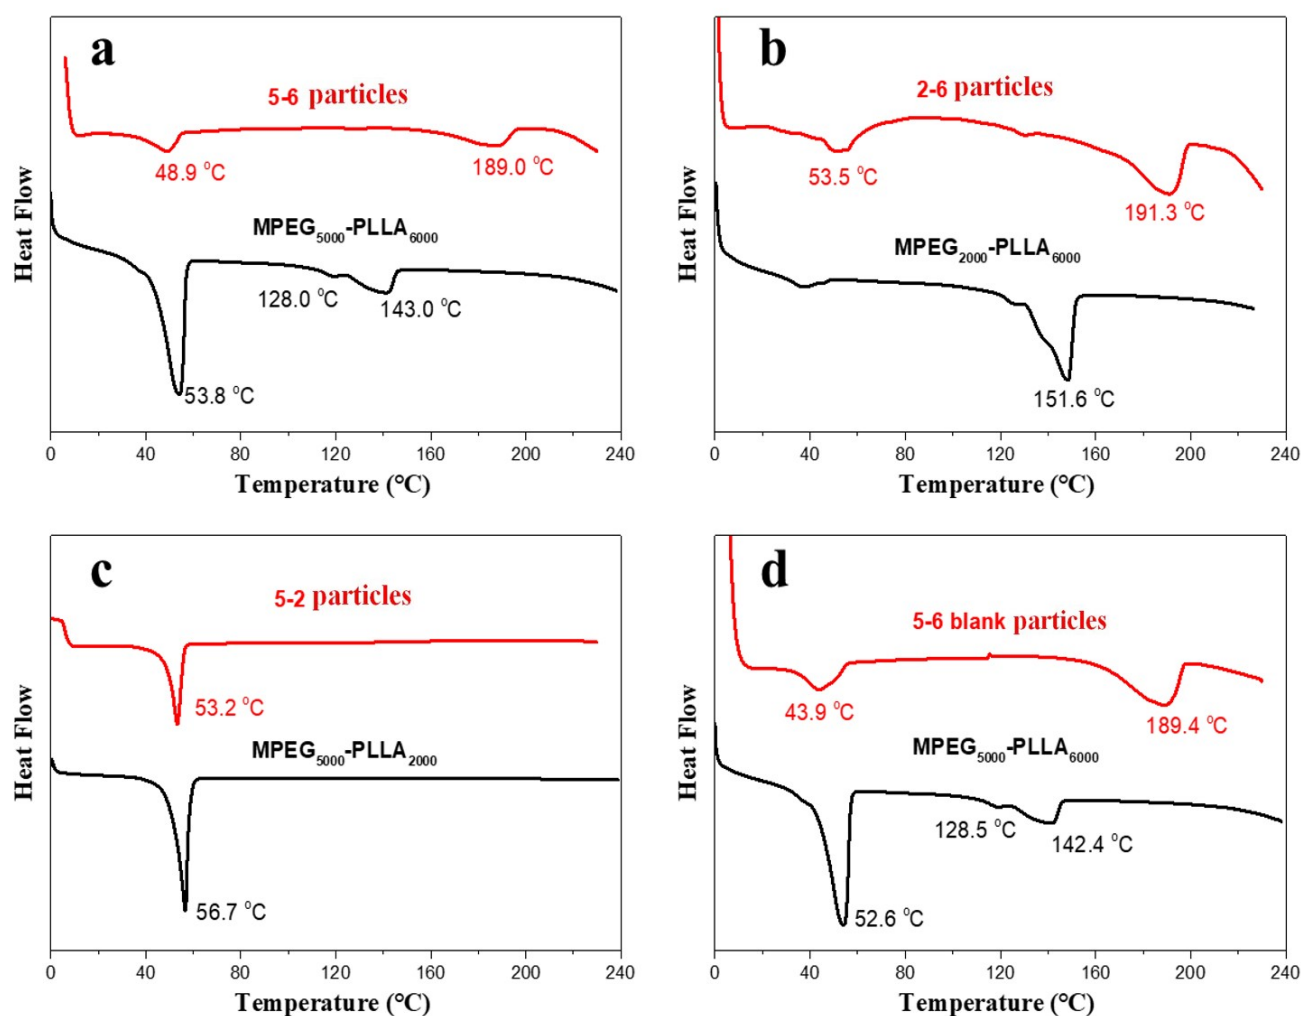 a
5-6 particles
48.9 °C
189.0 °C
MPEG5000-PLLA6000
128.0 °C
143.0 °C
53.8 °C
Heat Flow
0 40 80 120 160 200 240
Temperature (°C)
b
2-6 particles
53.5 °C
191.3 °C
MPEG2000-PLLA6000
151.6 °C
Heat Flow
0 40 80 120 160 200 240
Temperature (°C)
c
5-2 particles
53.2 °C
MPEG5000-PLLA2000
56.7 °C
Heat Flow
0 40 80 120 160 200 240
Temperature (°C)
d
5-6 blank particles
43.9 °C
189.4 °C
MPEG5000-PLLA6000
128.5 °C
142.4 °C
52.6 °C
Heat Flow
0 40 80 120 160 200 240
Temperature (°C)